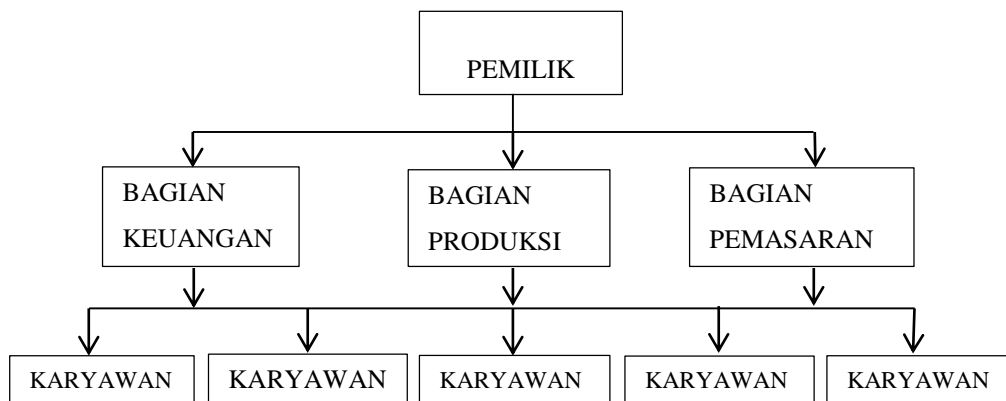 PEMILIK
BAGIAN
KEUANGAN
BAGIAN
PRODUKSI
BAGIAN
PEMASARAN
KARYAWAN
KARYAWAN
KARYAWAN
KARYAWAN
KARYAWAN